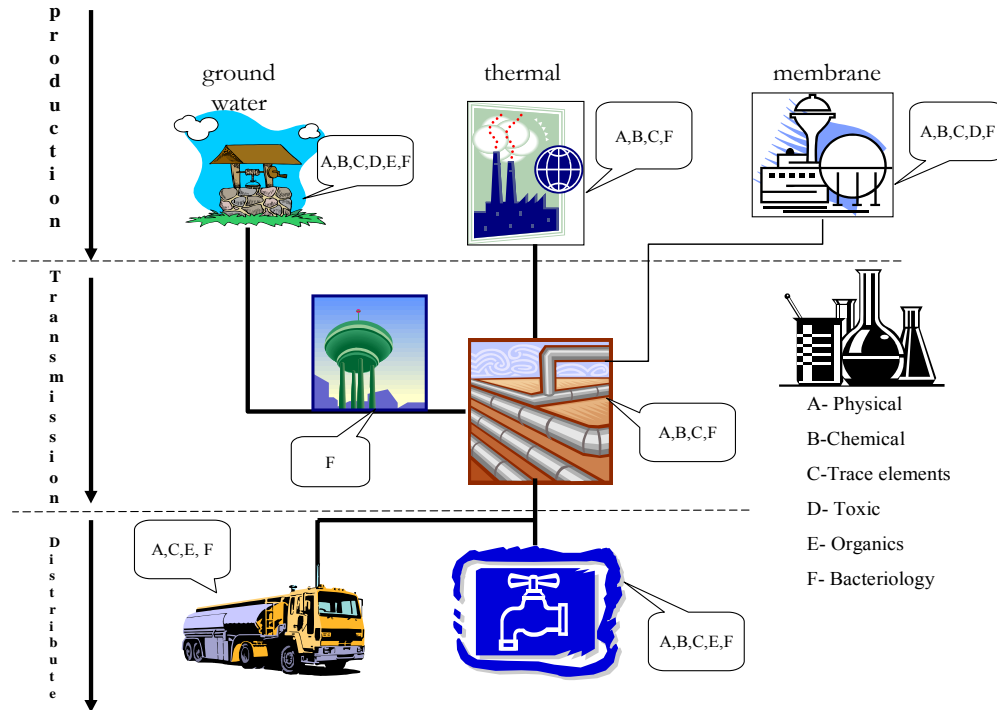 production
ground
water
thermal
membrane
A,B,C,D,E,F
A,B,C,F
A,B,C,D,F
Transmission
F
A,B,C,F
A- Physical
B-Chemical
C-Trace elements
D- Toxic
E- Organics
F- Bacteriology
Distribute
A,C,E, F
A,B,C,E,F